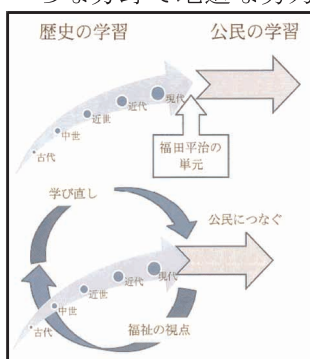 歴史の学習
公民の学習
現代
近代
近世
中世
古代
福田平治の
単元
学び直し
公民につなぐ
現代
近代
近世
中世
古代
福祉の視点